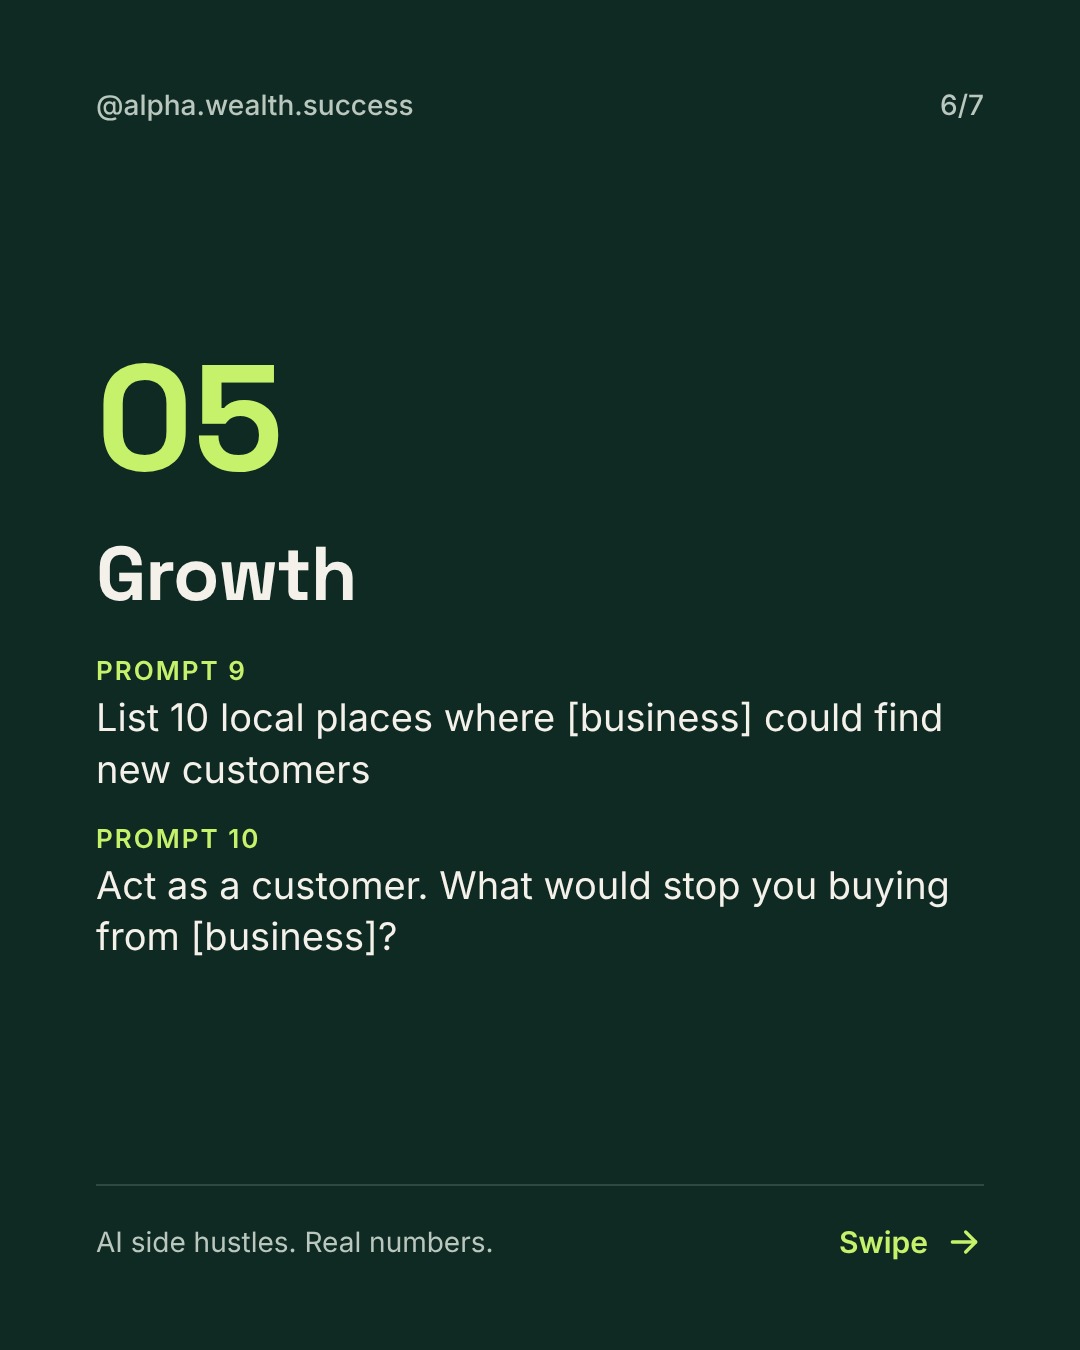 @alpha.wealth.success
6/7
05
Growth
PROMPT 9
List 10 local places where [business] could find
new customers
PROMPT 10
Act as a customer. What would stop you buying
from [business]?
AI side hustles. Real numbers.
Swipe →